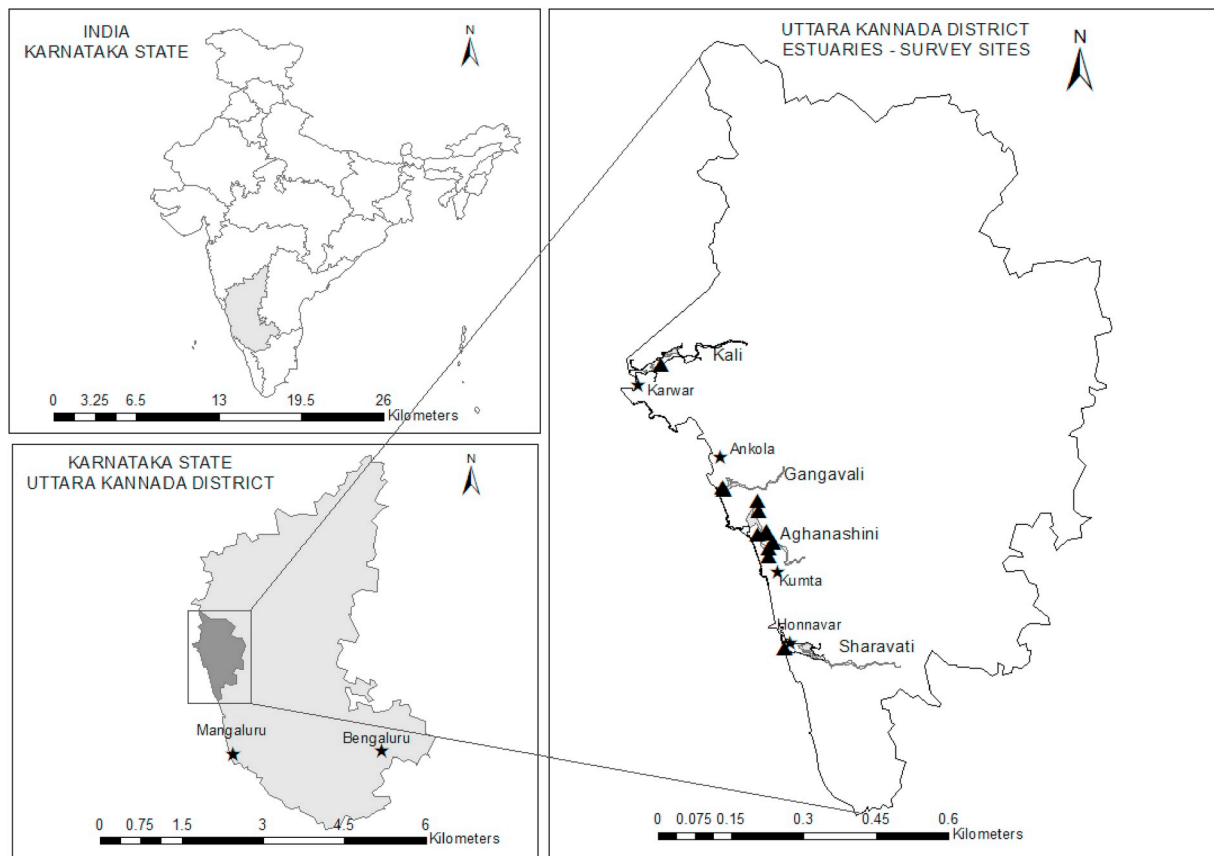 INDIA
KARNATAKA STATE
N
0 3.25 6.5 13 19.5 26
Kilometers
KARNATAKA STATE
UTTARA KANNADA DISTRICT
N
Mangaluru
Bengaluru
0 0.75 1.5 3 4.5 6
Kilometers
UTTARA KANNADA DISTRICT
ESTUARIES - SURVEY SITES
N
Kali
Karwar
Ankola
Gangavali
Aghanashini
Kumta
Honnavar
Sharavati
0 0.075 0.15 0.3 0.45 0.6
Kilometers